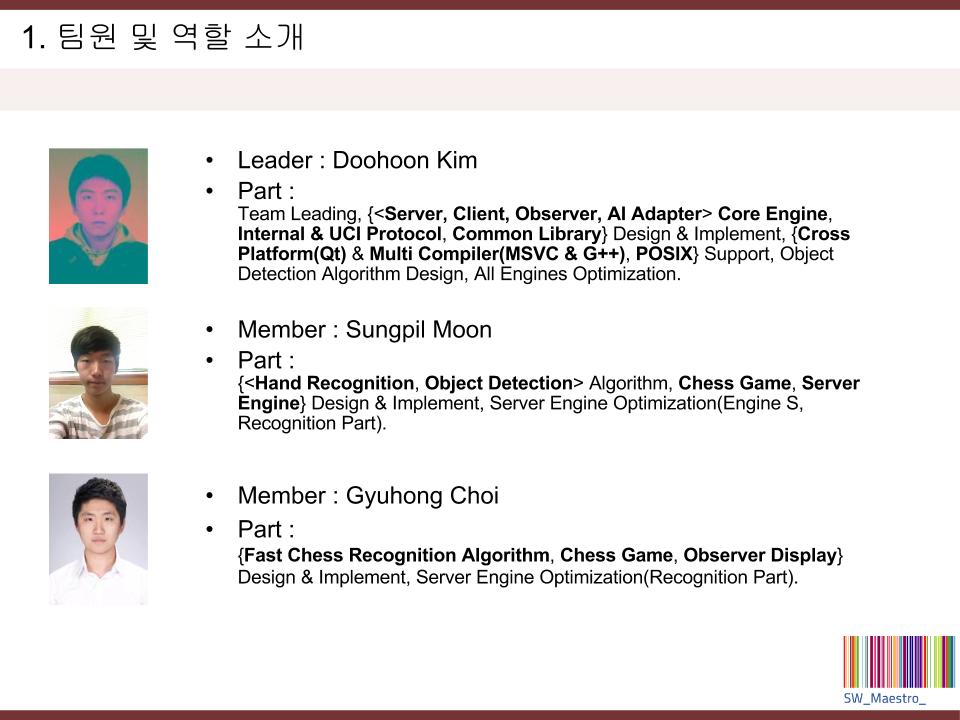 1. 팀원 및 역할 소개
• Leader : Doohoon Kim
• Part :
Team Leading, {<Server, Client, Observer, AI Adapter> Core Engine,
Internal & UCI Protocol, Common Library} Design & Implement, {Cross
Platform(Qt) & Multi Compiler(MSVC & G++), POSIX} Support, Object
Detection Algorithm Design, All Engines Optimization.
• Member : Sungpil Moon
• Part :
{<Hand Recognition, Object Detection> Algorithm, Chess Game, Server
Engine} Design & Implement, Server Engine Optimization(Engine S,
Recognition Part).
• Member : Gyuhong Choi
• Part :
{Fast Chess Recognition Algorithm, Chess Game, Observer Display}
Design & Implement, Server Engine Optimization(Recognition Part).
SW_Maestro_